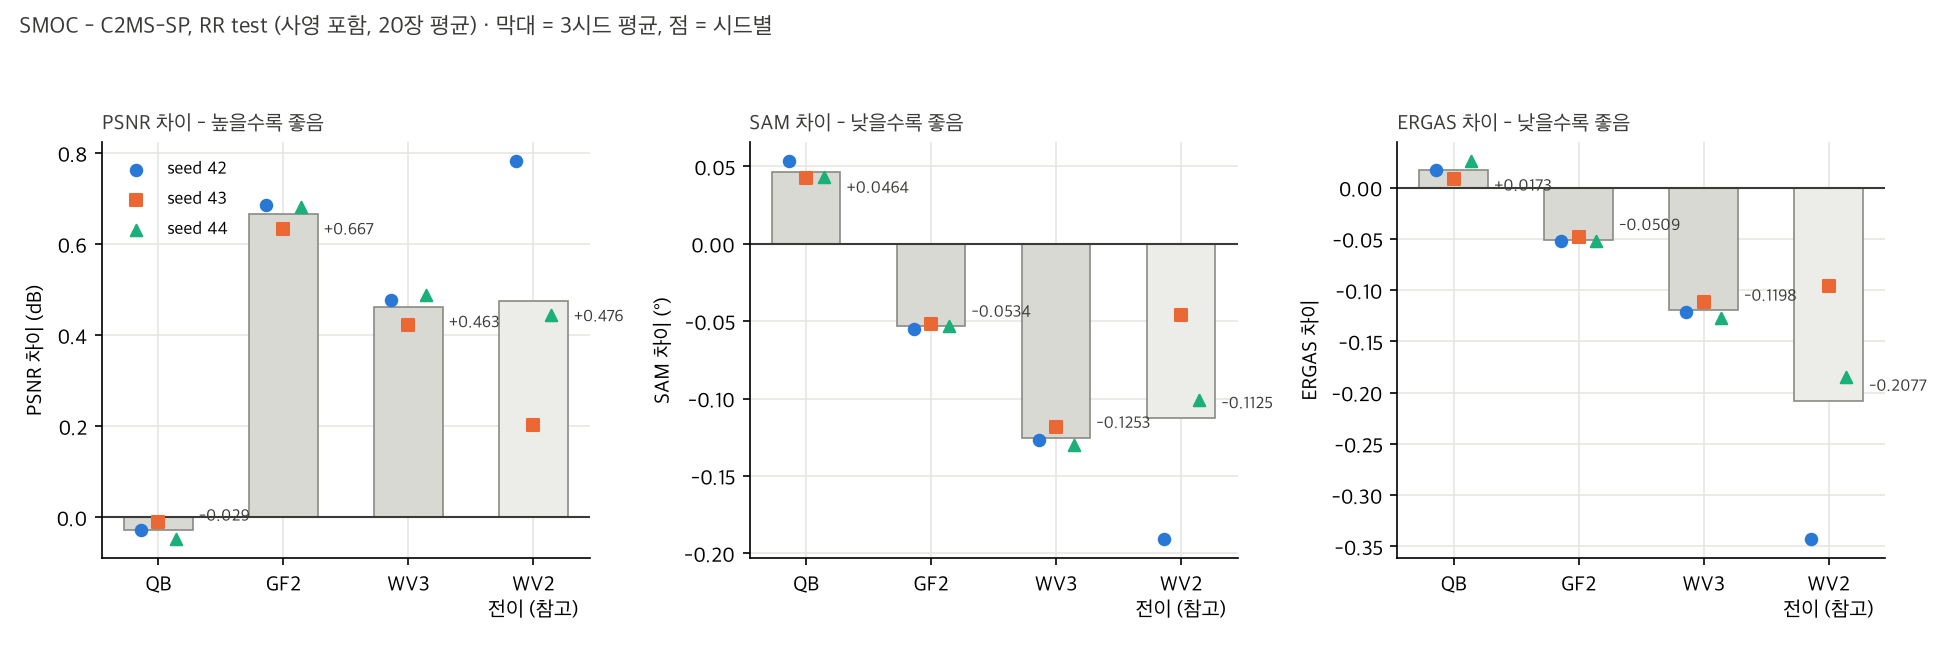 SMOC - C2MS-SP, RR test (사영 포함, 20장 평균) · 막대 = 3시드 평균, 점 = 시드별
PSNR 차이 - 높을수록 좋음
PSNR 차이 (dB)
0.8
0.6
0.4
0.2
0.0
seed 42
seed 43
seed 44
-0.029
+0.667
+0.463
+0.476
QB
GF2
WV3
WV2
전이 (참고)
SAM 차이 - 낮을수록 좋음
SAM 차이 (°)
0.05
0.00
-0.05
-0.10
-0.15
-0.20
+0.0464
-0.0534
-0.1253
-0.1125
QB
GF2
WV3
WV2
전이 (참고)
ERGAS 차이 - 낮을수록 좋음
ERGAS 차이
0.00
-0.05
-0.10
-0.15
-0.20
-0.25
-0.30
-0.35
+0.0173
-0.0509
-0.1198
-0.2077
QB
GF2
WV3
WV2
전이 (참고)